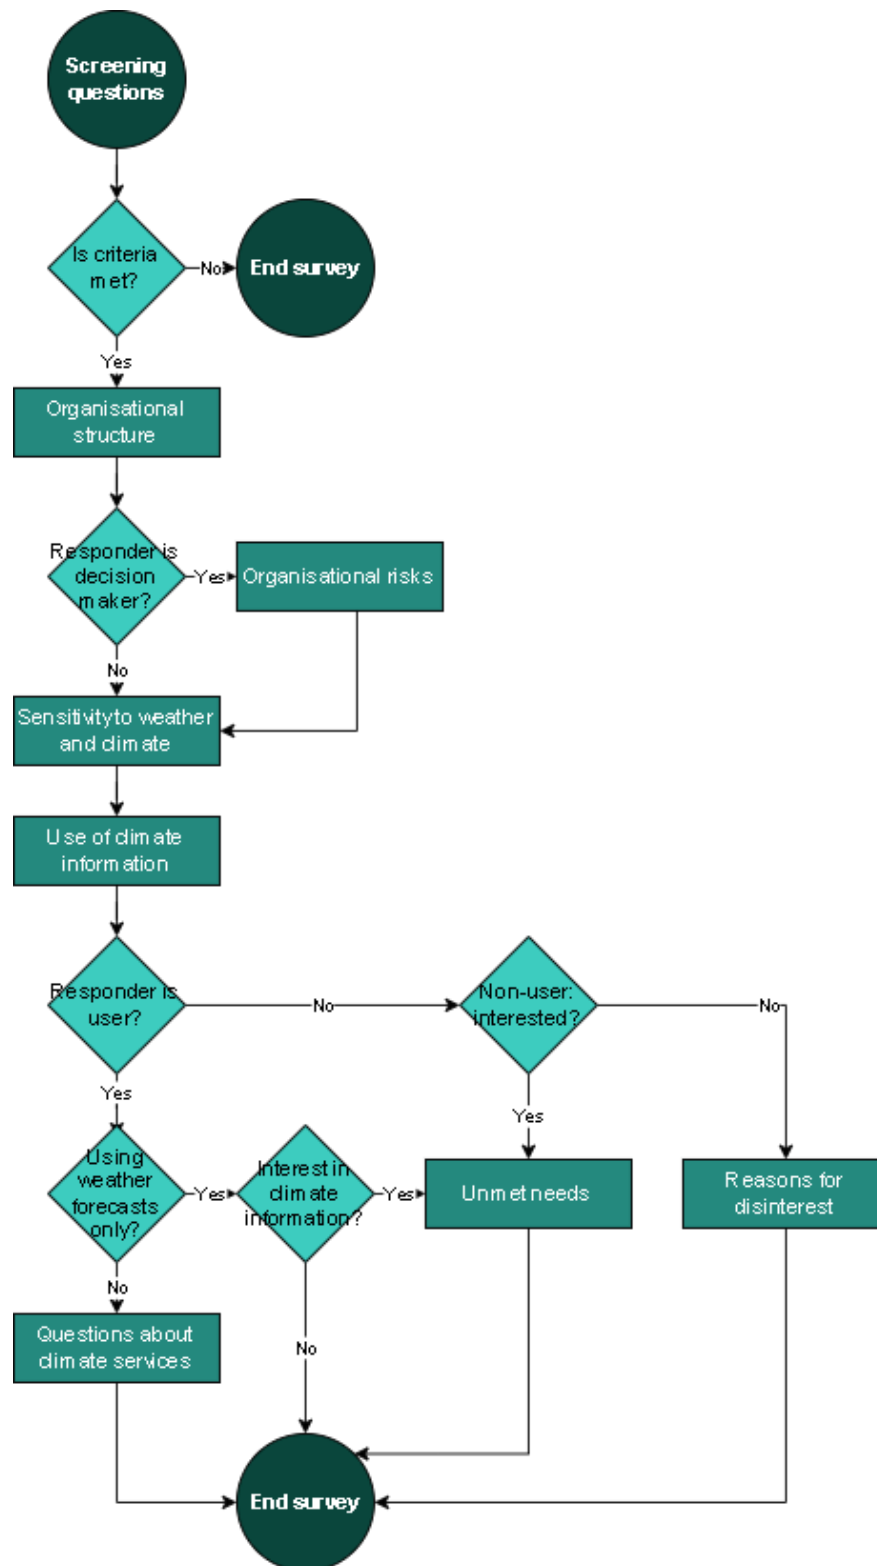 Screening
questions
Is criteria
met?
No
End survey
Yes
Organisational
structure
Responder is
decision
maker?
Yes
Organisational risks
No
Sensitivity to weather
and climate
Use of climate
information
Responder is
user?
No
Non-user:
interested?
No
Yes
Yes
Using
weather
forecasts
only?
Yes
Interest in
climate
information?
Yes
Unmet needs
Reasons for
disinterest
No
Questions about
climate services
No
End survey